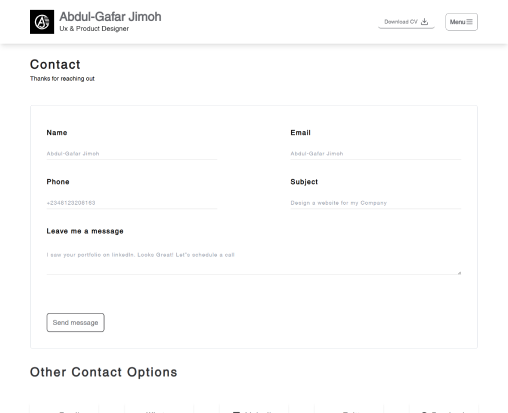 Abdul-Gafar Jimoh
Ux & Product Designer
Download CV
Menu
Contact
Thanks for reaching out
Name
Email
Abdul-Gafar Jimoh
Abdul-Gafar Jimoh
Phone
Subject
Design a website for my Company
Leave me a message
I saw your portfolio on linkedin. Looks Great! Let's schedule a call
Send message
Other Contact Options